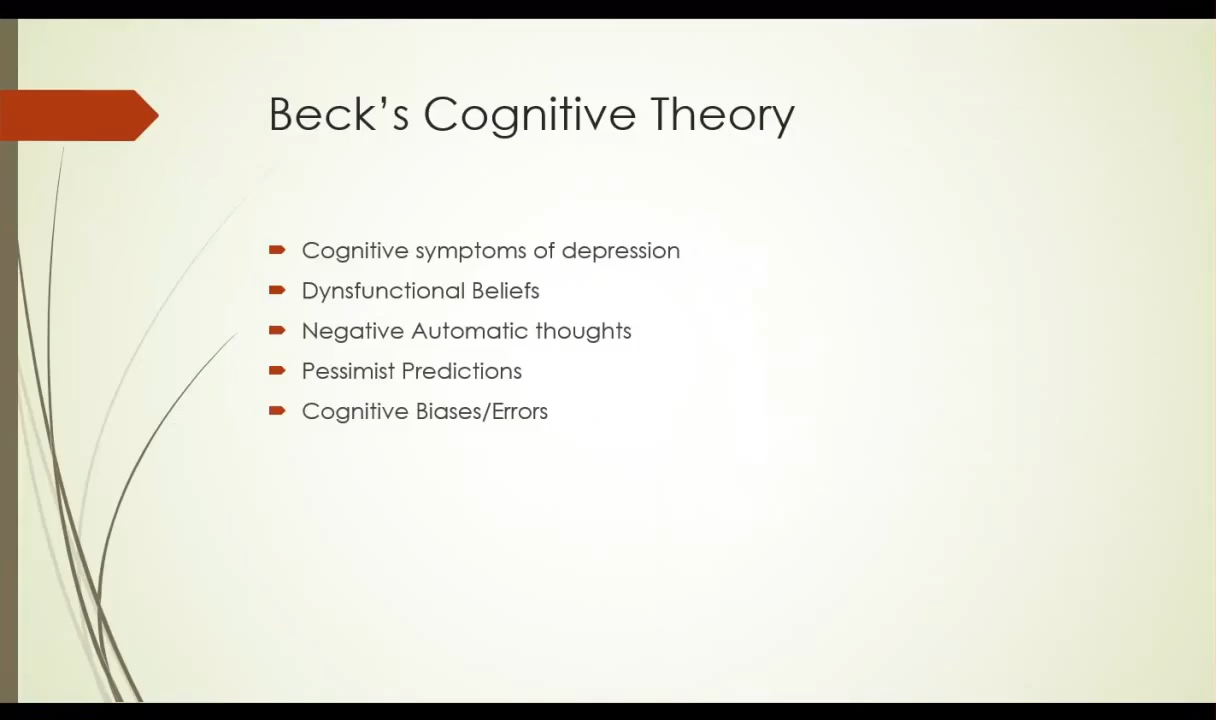 Beck's Cognitive Theory
Cognitive symptoms of depression
Dynsfunctional Beliefs
Negative Automatic thoughts
Pessimist Predictions
Cognitive Biases/Errors